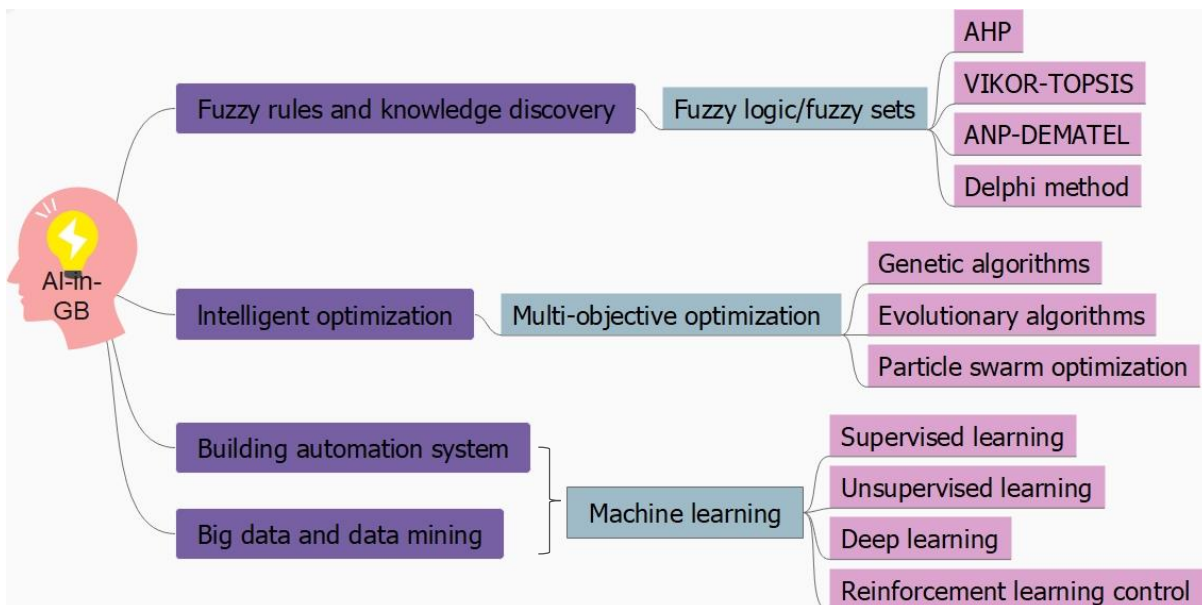 AI-in-
GB
Fuzzy rules and knowledge discovery
Fuzzy logic/fuzzy sets
AHP
VIKOR-TOPSIS
ANP-DEMATEL
Delphi method
Intelligent optimization
Multi-objective optimization
Genetic algorithms
Evolutionary algorithms
Particle swarm optimization
Building automation system
Big data and data mining
Machine learning
Supervised learning
Unsupervised learning
Deep learning
Reinforcement learning control